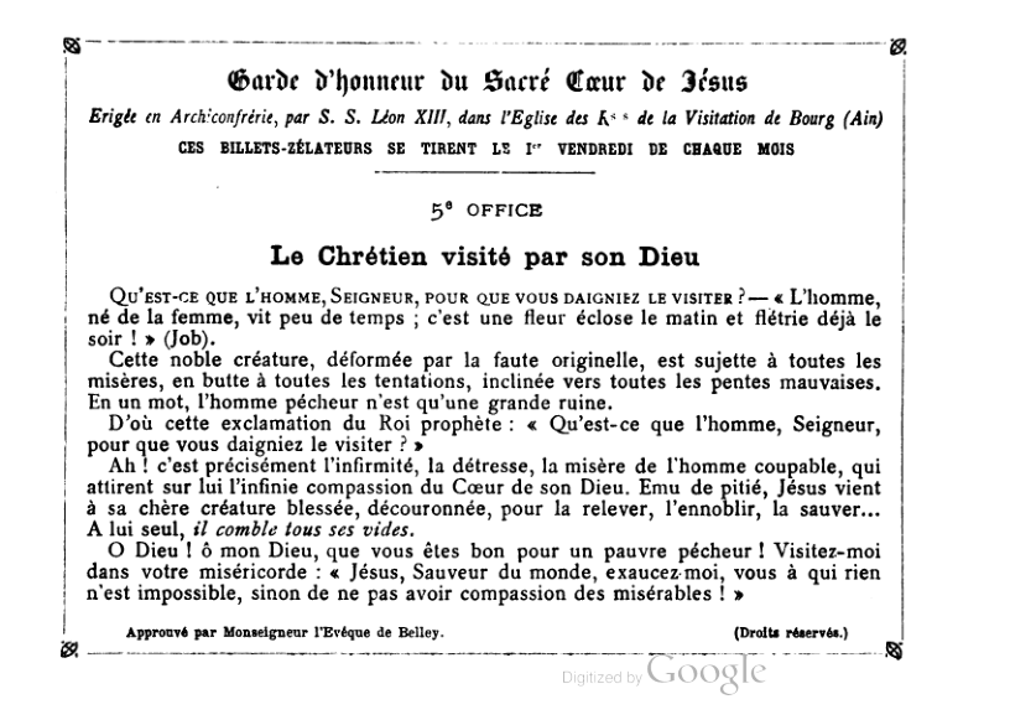 Garde d'honneur du Sacré Cœur de Jésus
Erigée en Archiconfrérie, par S. S. Léon XIII, dans l'Eglise des R de la Visitation de Bourg (Ain)
CES BILLETS-ZÉLATEURS SE TIRENT LE Ier VENDREDI DE CHAQUE MOIS
5e OFFICE
Le Chrétien visité par son Dieu
QU'EST-CE QUE L'HOMME, SEIGNEUR, POUR QUE VOUS DAIGNIEZ LE VISITER ? — « L'homme,
né de la femme, vit peu de temps ; c'est une fleur éclose le matin et flétrie déjà le
soir ! » (Job).
Cette noble créature, déformée par la faute originelle, est sujette à toutes les
misères, en butte à toutes les tentations, inclinée vers toutes les pentes mauvaises.
En un mot, l'homme pécheur n'est qu'une grande ruine.
D'où cette exclamation du Roi prophète : « Qu'est-ce que l'homme, Seigneur,
pour que vous daigniez le visiter ? »
Ah ! c'est précisément l'infirmité, la détresse, la misère de l'homme coupable, qui
attirent sur lui l'infinie compassion du Cœur de son Dieu. Emu de pitié, Jésus vient
à sa chère créature blessée, découronnée, pour la relever, l'ennoblir, la sauver...
A lui seul, il comble tous ses vides.
O Dieu ! ô mon Dieu, que vous êtes bon pour un pauvre pécheur ! Visitez-moi
dans votre miséricorde : « Jésus, Sauveur du monde, exaucez-moi, vous à qui rien
n'est impossible, sinon de ne pas avoir compassion des misérables ! »
Approuvé par Monseigneur l'Evéque de Belley.
(Droits réservés.)
Digitized by Google